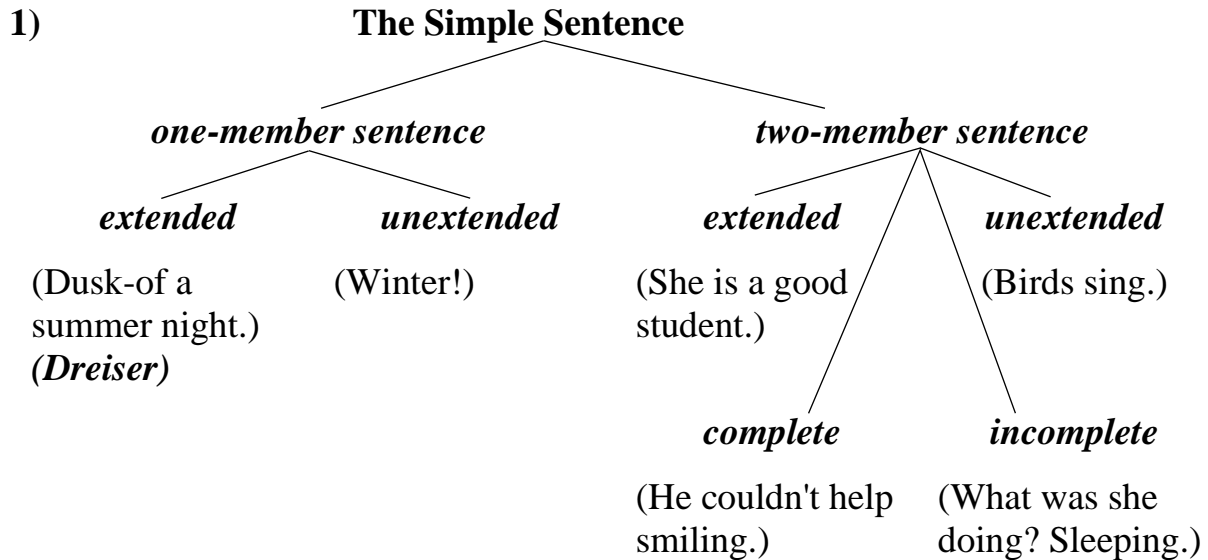 1) The Simple Sentence
one-member sentence two-member sentence
extended unextended extended unextended
(Dusk-of a (Winter!) (She is a good (Birds sing.)
summer night.) student.)
(Dreiser)
complete incomplete
(He couldn't help (What was she
smiling.) doing? Sleeping.)